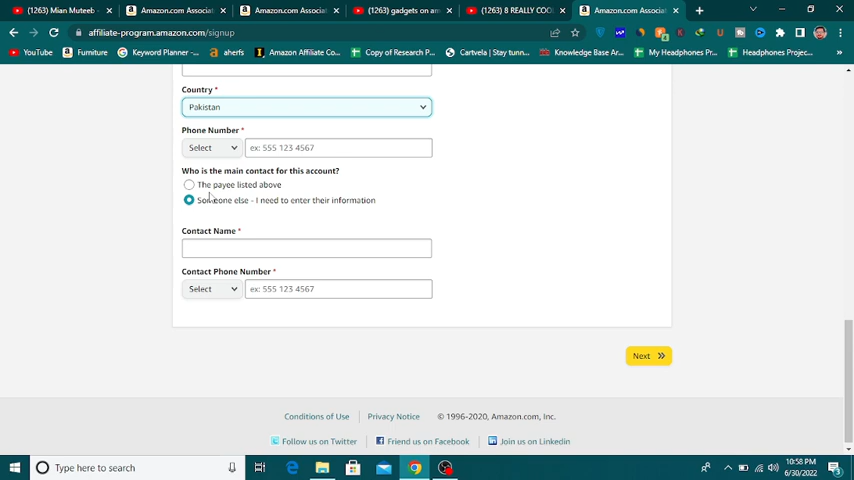 (1263) Mian Muteeb -
Amazon.com Associat
Amazon.com Associat
(1263) gadgets on am
(1263) 8 REALLY COO
Amazon.com Associat
affiliate-program.amazon.com/signup
YouTube
Furniture
Keyword Planner -...
aherfs
Amazon Affiliate Co...
Copy of Research P...
Cartvela | Stay tunn...
Knowledge Base Ar...
My Headphones Pr...
Headphones Projec...
»
Country *
Pakistan
Phone Number *
Select
ex: 555 123 4567
Who is the main contact for this account?
The payee listed above
Someone else - I need to enter their information
Contact Name *
Contact Phone Number *
Select
ex: 555 123 4567
Next »
Conditions of Use
Privacy Notice
© 1996-2020, Amazon.com, Inc.
Follow us on Twitter
Friend us on Facebook
Join us on Linkedin
Type here to search
10:58 PM
6/30/2022
3